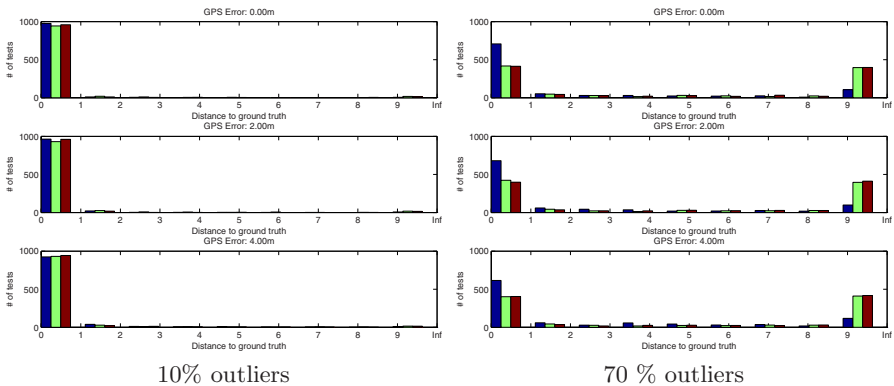 GPS Error: 0.00m
1000
500
0
# of tests
0 1 2 3 4 5 6 7 8 9 Inf
Distance to ground truth
GPS Error: 2.00m
1000
500
0
# of tests
0 1 2 3 4 5 6 7 8 9 Inf
Distance to ground truth
GPS Error: 4.00m
1000
500
0
# of tests
0 1 2 3 4 5 6 7 8 9 Inf
Distance to ground truth
10% outliers
GPS Error: 0.00m
1000
500
0
# of tests
0 1 2 3 4 5 6 7 8 9 Inf
Distance to ground truth
GPS Error: 2.00m
1000
500
0
# of tests
0 1 2 3 4 5 6 7 8 9 Inf
Distance to ground truth
GPS Error: 4.00m
1000
500
0
# of tests
0 1 2 3 4 5 6 7 8 9 Inf
Distance to ground truth
70 % outliers